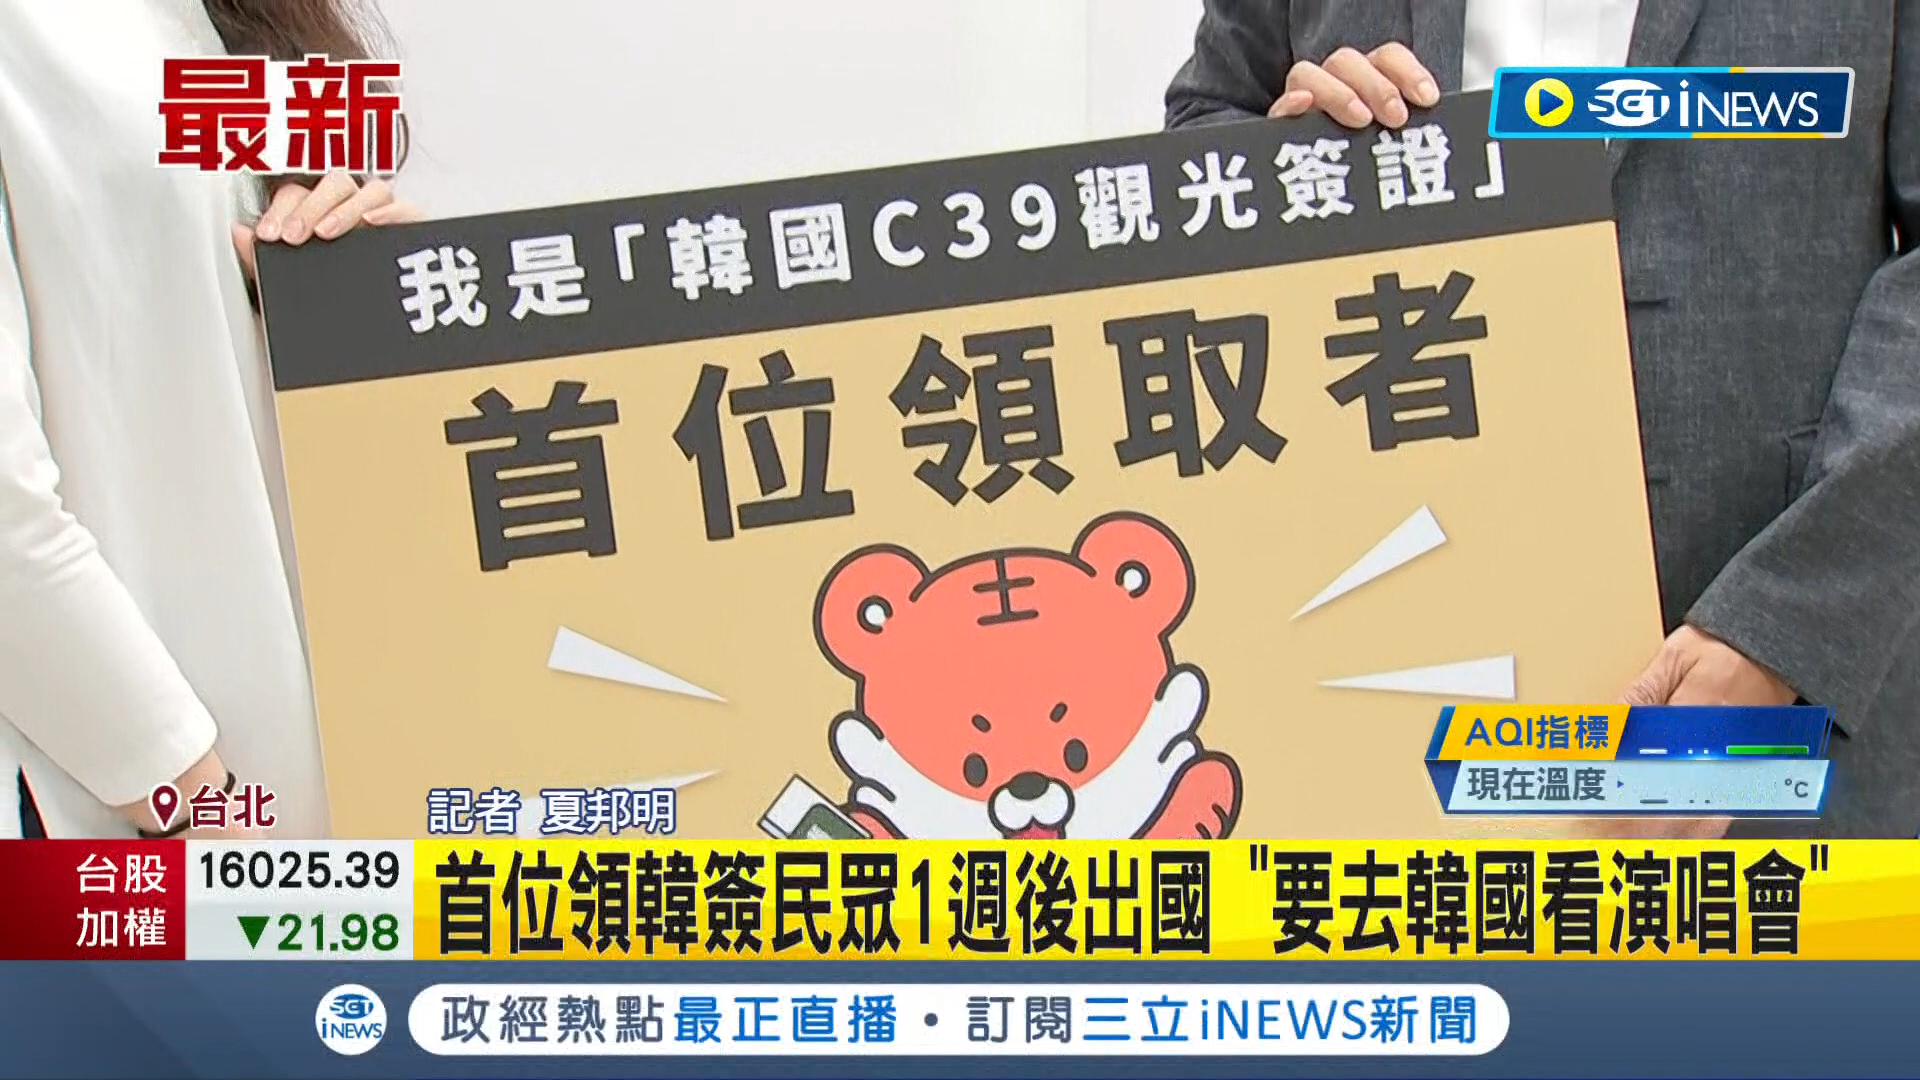 最新
SET iNEWS
我是「韓國C39觀光簽證」
首位領取者
AQI指標
現在溫度 °C
台北
記者 夏邦明
台股加權 16025.39 ▼21.98
首位領韓簽民眾1週後出國 "要去韓國看演唱會"
SET iNEWS
政經熱點最正直播・訂閱三立iNEWS新聞